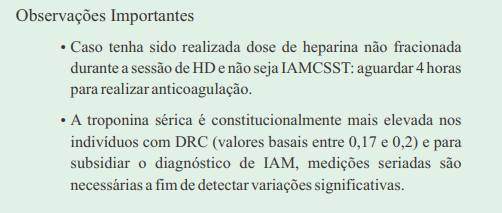 Observações Importantes
• Caso tenha sido realizada dose de heparina não fracionada
durante a sessão de HD e não seja IAMCSST: aguardar 4 horas
para realizar anticoagulação.
• A troponina sérica é constitucionalmente mais elevada nos
indivíduos com DRC (valores basais entre 0,17 e 0,2) e para
subsidiar o diagnóstico de IAM, medições seriadas são
necessárias a fim de detectar variações significativas.